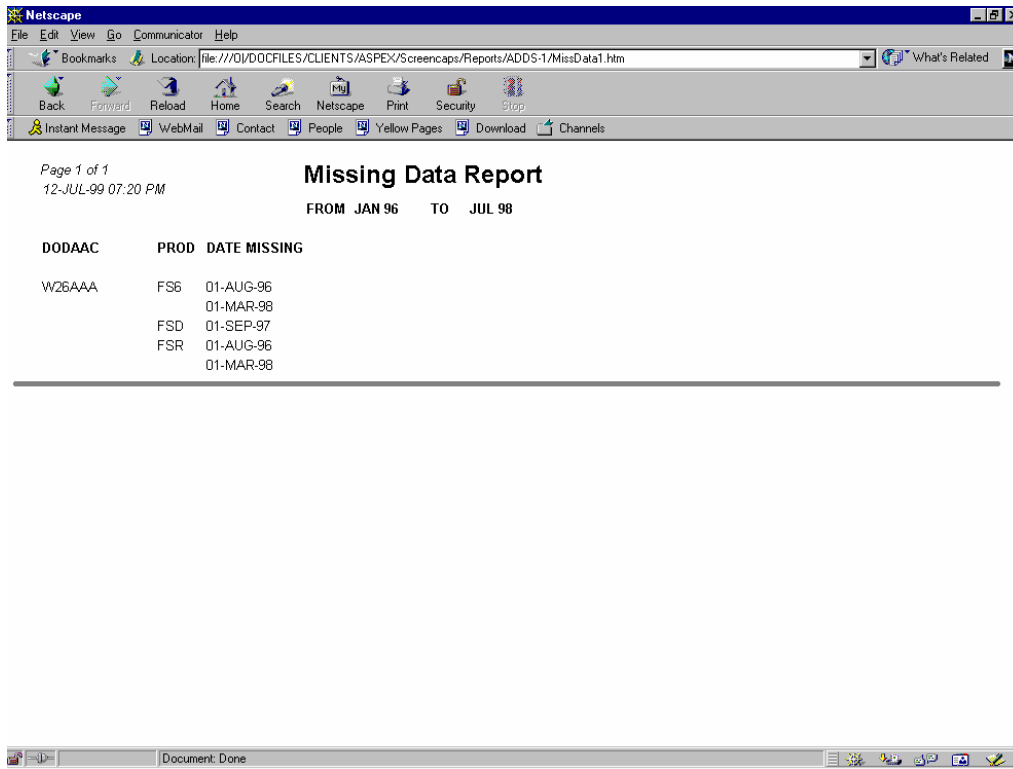 Netscape
File Edit View Go Communicator Help
Bookmarks Location: file:///O|/DOCFILES/CLIENTS/ASPEX/Screencaps/Reports/ADDS-1/MissData1.htm What's Related
Back Forward Reload Home Search Netscape Print Security Stop
Instant Message WebMail Contact People Yellow Pages Download Channels
Page 1 of 1
Missing Data Report
12-JUL-99 07:20 PM
FROM JAN 96 TO JUL 98
DODAAC PROD DATE MISSING
W26AAA FS6 01-AUG-96
01-MAR-98
FSD 01-SEP-97
FSR 01-AUG-96
01-MAR-98
Document: Done